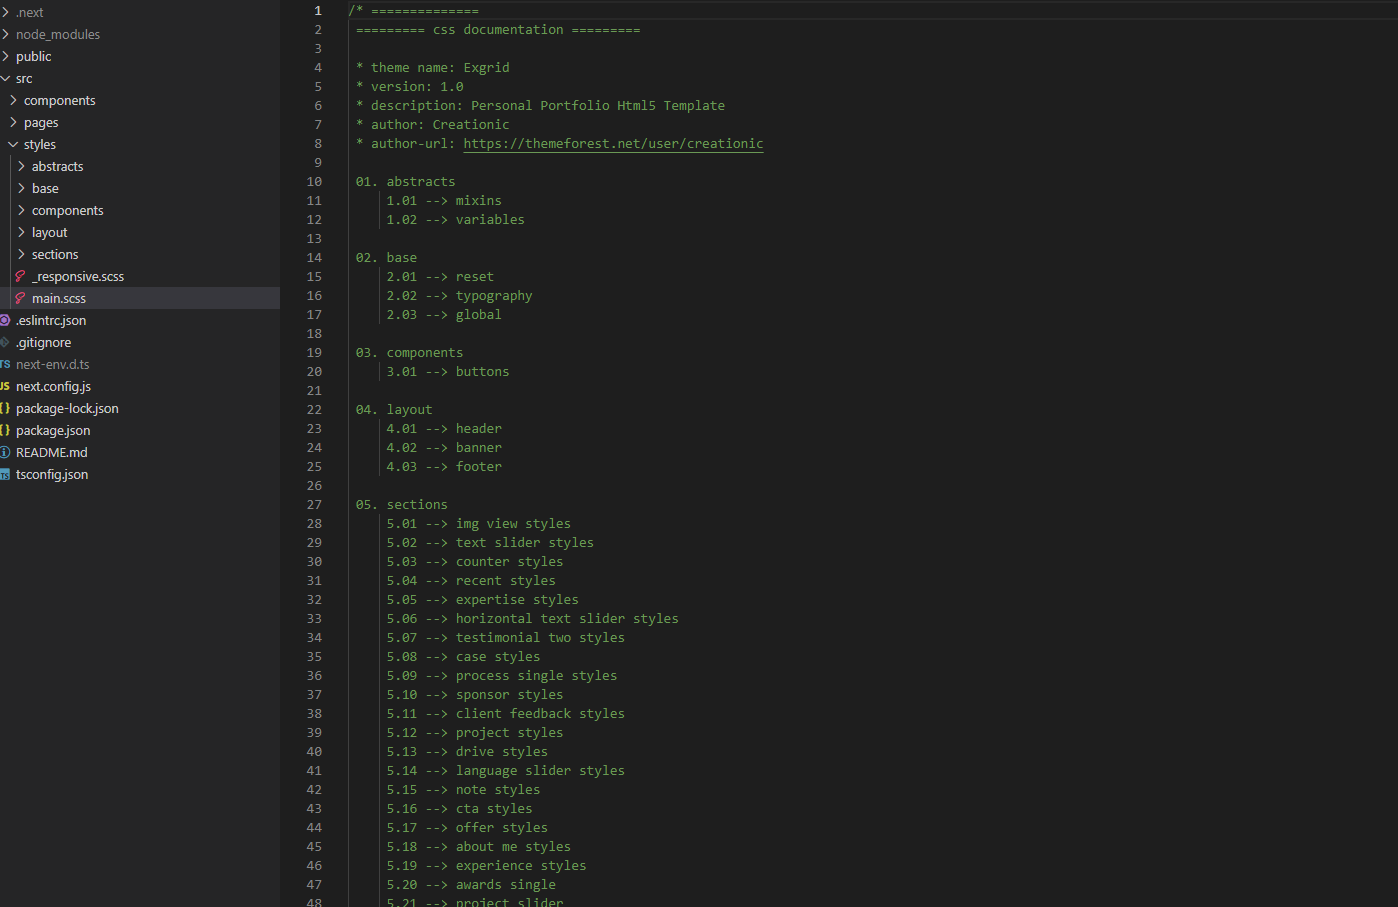 .next
node_modules
public
src
components
pages
styles
abstracts
base
components
layout
sections
_responsive.scss
main.scss
.eslintrc.json
.gitignore
TS next-env.d.ts
JS next.config.js
{} package-lock.json
{} package.json
README.md
TS tsconfig.json
1 /* ==============
2 ========= css documentation =========
3
4 * theme name: Exgrid
5 * version: 1.0
6 * description: Personal Portfolio Html5 Template
7 * author: Creationic
8 * author-url: https://themeforest.net/user/creationic
9
10 01. abstracts
11 1.01 --> mixins
12 1.02 --> variables
13
14 02. base
15 2.01 --> reset
16 2.02 --> typography
17 2.03 --> global
18
19 03. components
20 3.01 --> buttons
21
22 04. layout
23 4.01 --> header
24 4.02 --> banner
25 4.03 --> footer
26
27 05. sections
28 5.01 --> img view styles
29 5.02 --> text slider styles
30 5.03 --> counter styles
31 5.04 --> recent styles
32 5.05 --> expertise styles
33 5.06 --> horizontal text slider styles
34 5.07 --> testimonial two styles
35 5.08 --> case styles
36 5.09 --> process single styles
37 5.10 --> sponsor styles
38 5.11 --> client feedback styles
39 5.12 --> project styles
40 5.13 --> drive styles
41 5.14 --> language slider styles
42 5.15 --> note styles
43 5.16 --> cta styles
44 5.17 --> offer styles
45 5.18 --> about me styles
46 5.19 --> experience styles
47 5.20 --> awards single
48 5.21 --> project slider